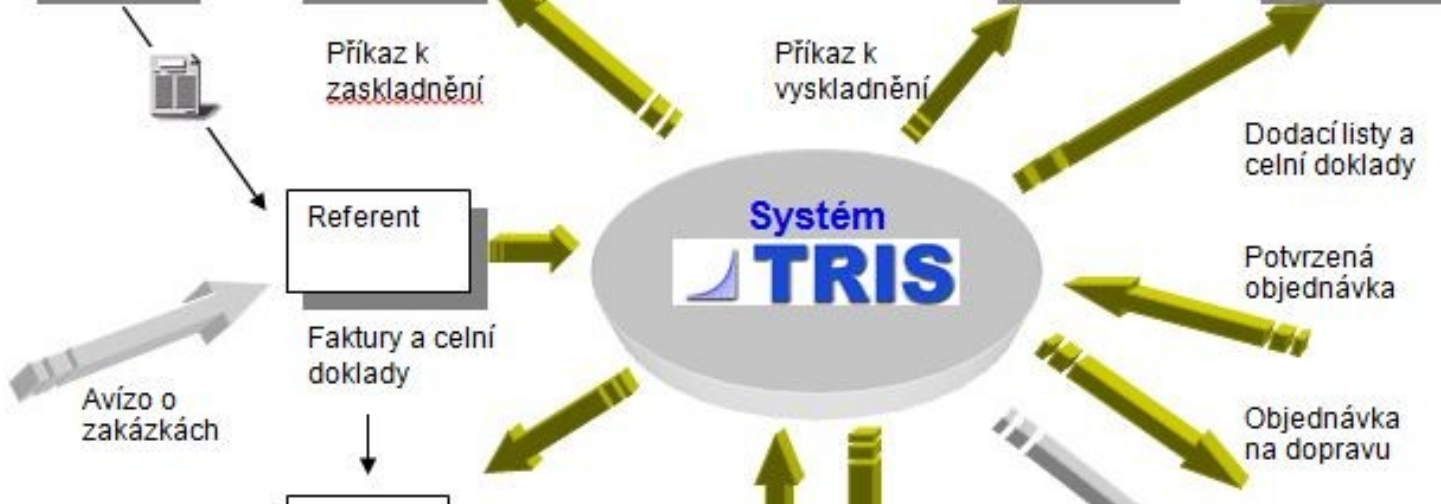 Příkaz k
zaskladnění
Příkaz k
vyskladnění
Dodací listy a
celní doklady
Referent
Systém
TRIS
Potvrzená
objednávka
Faktury a celní
doklady
Avízo o
zakázkách
Objednávka
na dopravu